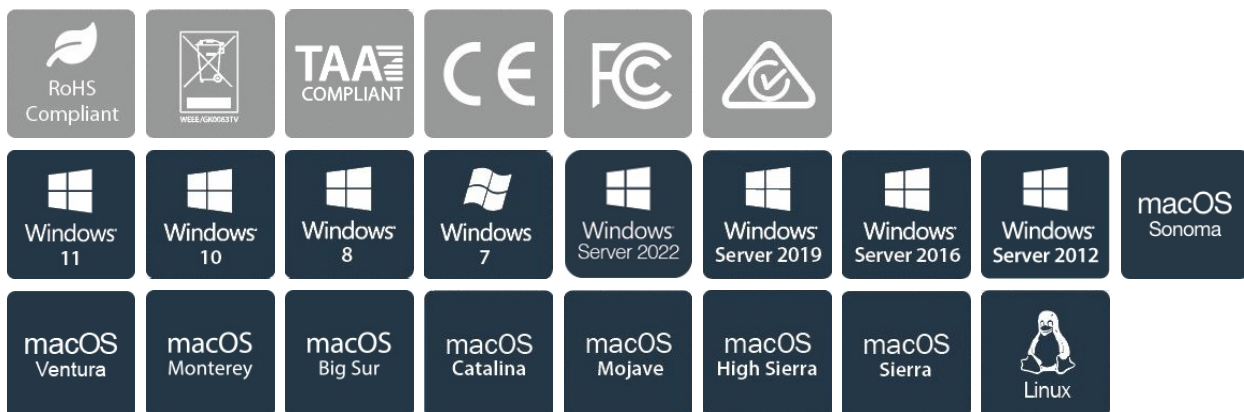 RoHS
Compliant
WEEE/GK0083TV
TAA
COMPLIANT
CE
FC
Windows
11
Windows
10
Windows
8
Windows
7
Windows
Server 2022
Windows
Server 2019
Windows
Server 2016
Windows
Server 2012
macOS
Sonoma
macOS
Ventura
macOS
Monterey
macOS
Big Sur
macOS
Catalina
macOS
Mojave
macOS
High Sierra
macOS
Sierra
Linux